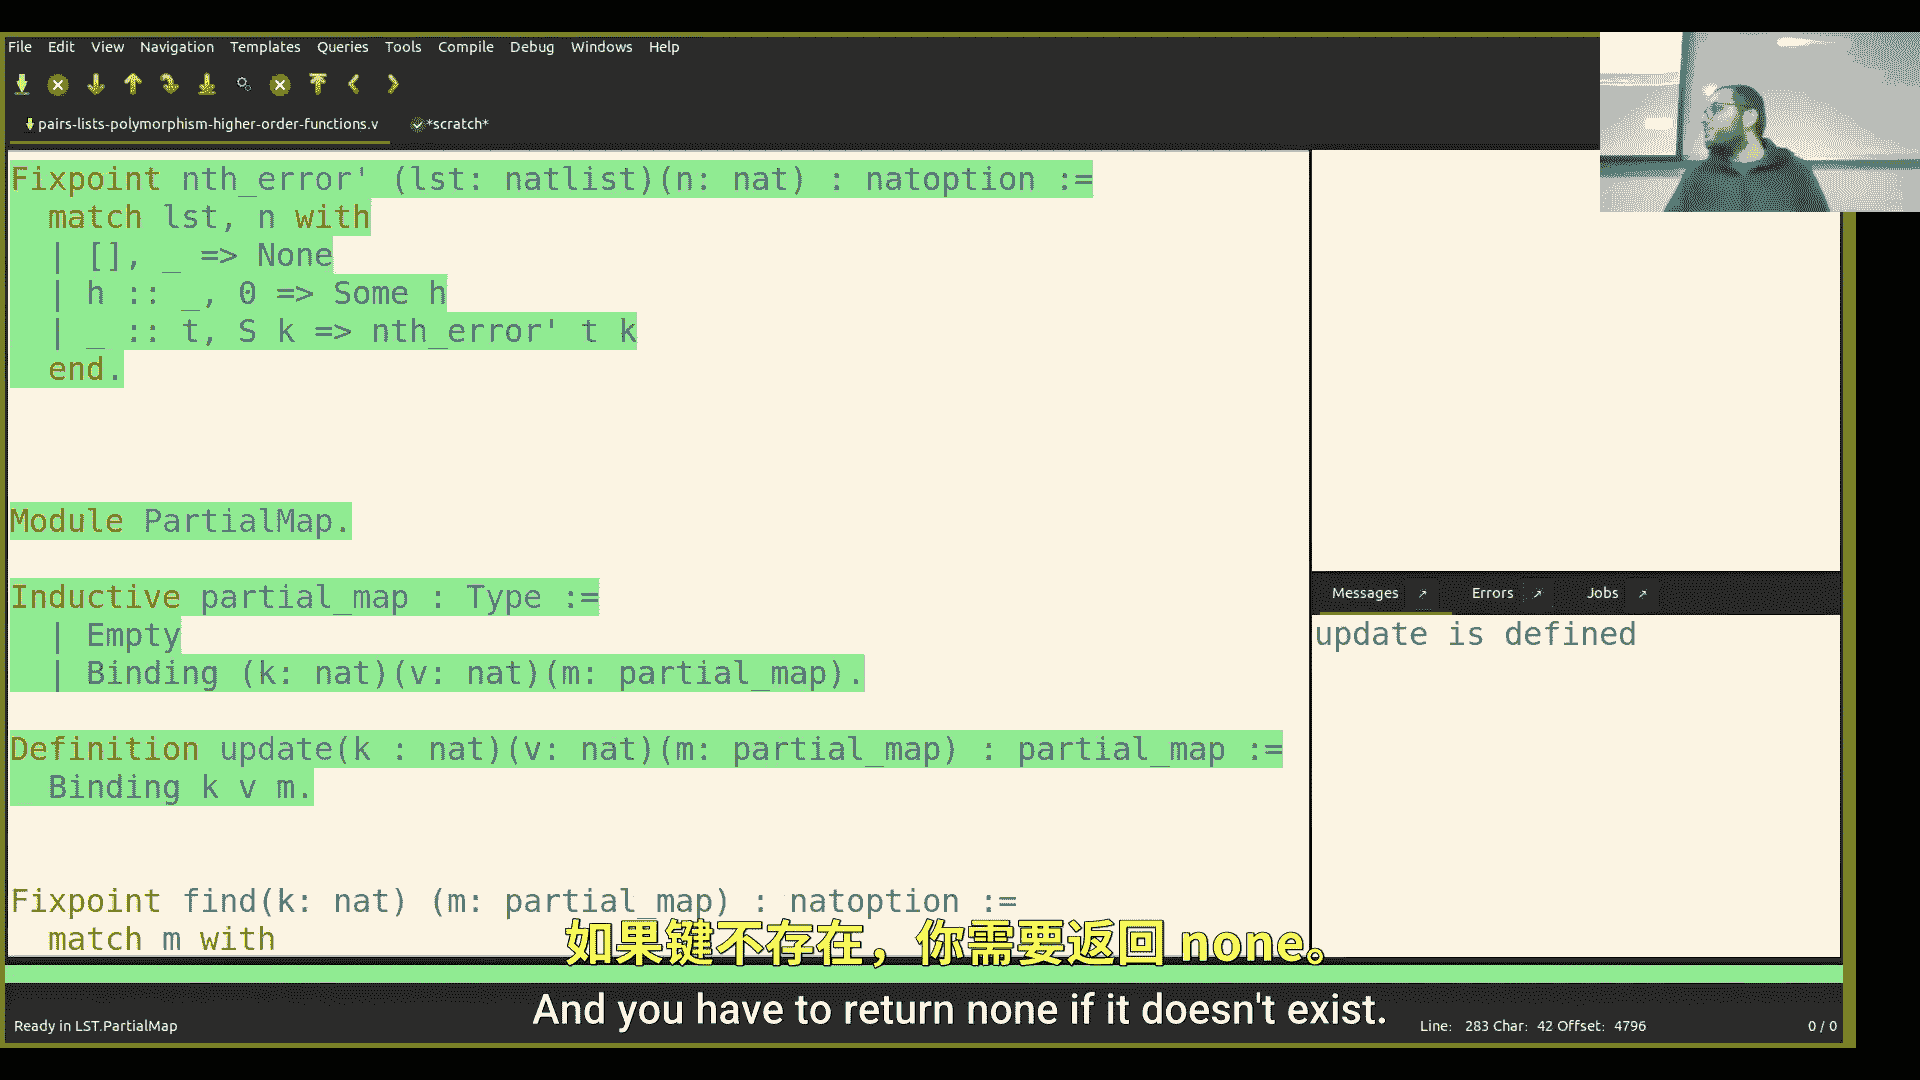 File Edit View Navigation Templates Queries Tools Compile Debug Windows Help
pairs-lists-polymorphism-higher-order-functions.v *scratch*
Fixpoint nth_error' (lst: natlist)(n: nat) : natoption :=
match lst, n with
| [], _ => None
| h :: _, 0 => Some h
| _ :: t, S k => nth_error' t k
end.
Module PartialMap.
Inductive partial_map : Type :=
| Empty
| Binding (k: nat)(v: nat)(m: partial_map).
Definition update(k : nat)(v: nat)(m: partial_map) : partial_map :=
Binding k v m.
Fixpoint find(k: nat) (m: partial_map) : natoption :=
match m with
Messages Errors Jobs
update is defined
如果键不存在，你需要返回 none。
And you have to return none if it doesn't exist.
Ready in LST.PartialMap
Line: 283 Char: 42 Offset: 4796
0 / 0